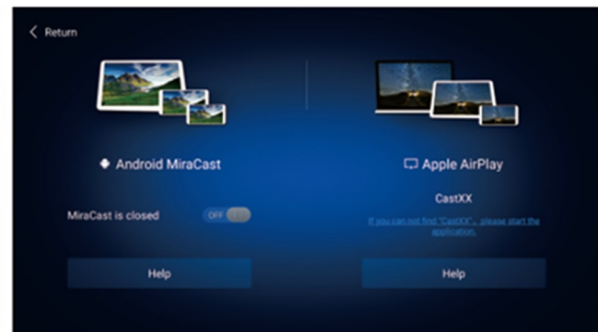 Return
Android MiraCast
MiraCast is closed
OFF
Help
Apple AirPlay
CastXX
If you can not find "CastXX", please start the
application.
Help